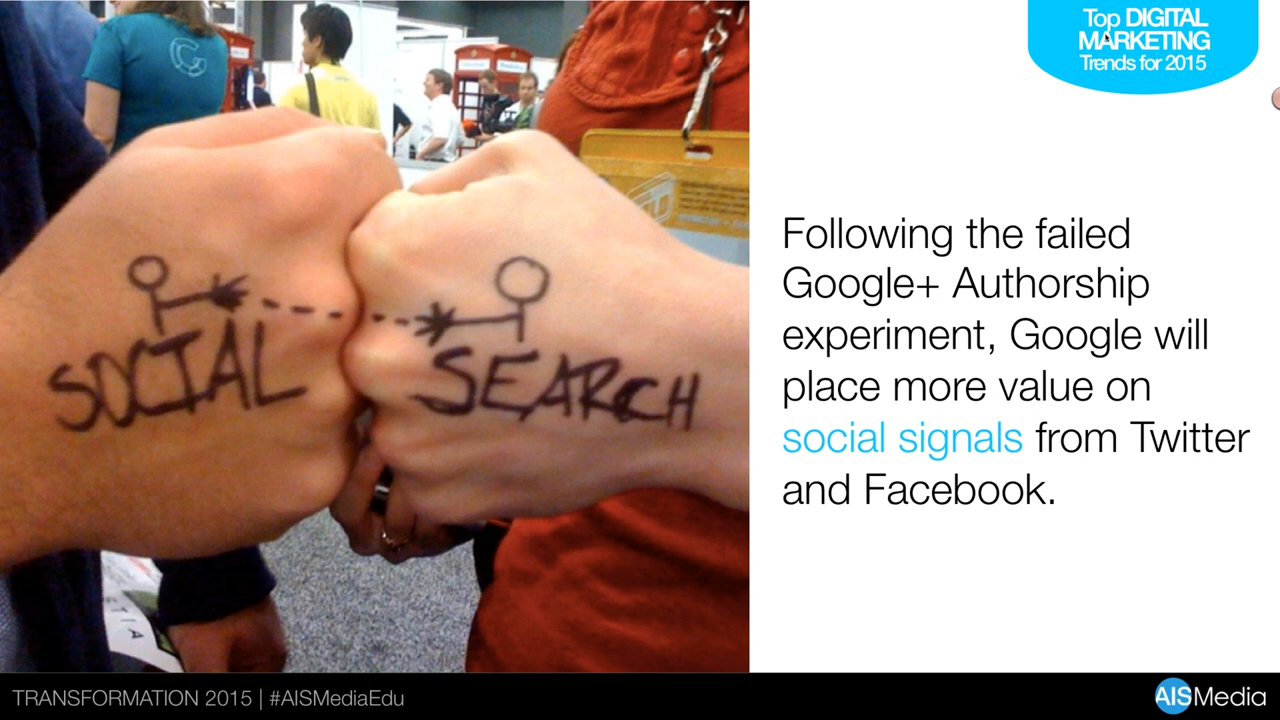 Top DIGITAL
MARKETING
Trends for 2015
SOCIAL
SEARCH
Following the failed
Google+ Authorship
experiment, Google will
place more value on
social signals from Twitter
and Facebook.
TRANSFORMATION 2015 | #AISMediaEdu
AISMedia